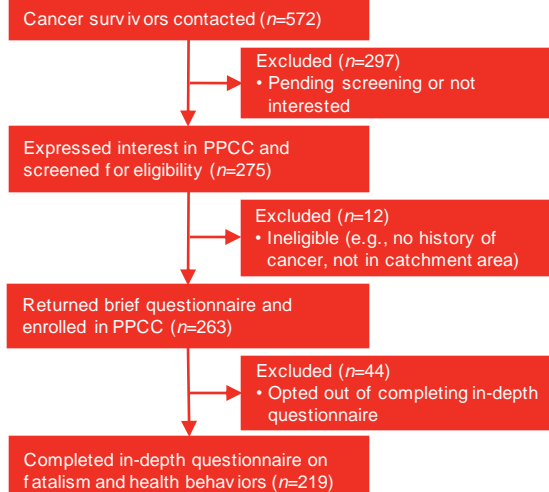 Cancer survivors contacted (n=572)
Excluded (n=297)
• Pending screening or not
interested
Expressed interest in PPCC and
screened for eligibility (n=275)
Excluded (n=12)
• Ineligible (e.g., no history of
cancer, not in catchment area)
Returned brief questionnaire and
enrolled in PPCC (n=263)
Excluded (n=44)
• Opted out of completing in-depth
questionnaire
Completed in-depth questionnaire on
fatalism and health behaviors (n=219)